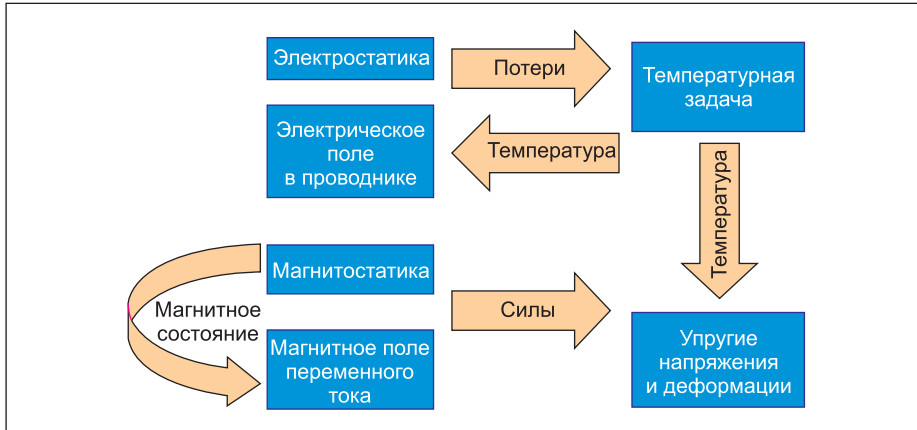 Электростатика
Потери
Температурная
задача
Электрическое
поле
в проводнике
Температура
Температура
Магнитостатика
Магнитное
состояние
Силы
Магнитное поле
переменного
тока
Упругие
напряжения
и деформации